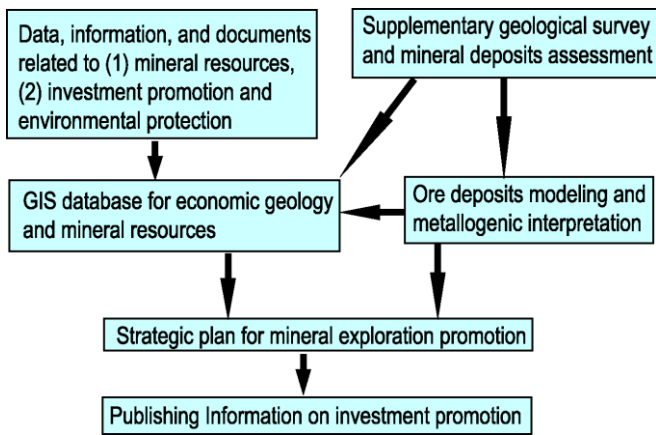 Data, information, and documents
related to (1) mineral resources,
(2) investment promotion and
environmental protection
Supplementary geological survey
and mineral deposits assessment
GIS database for economic geology
and mineral resources
Ore deposits modeling and
metallogenic interpretation
Strategic plan for mineral exploration promotion
Publishing Information on investment promotion